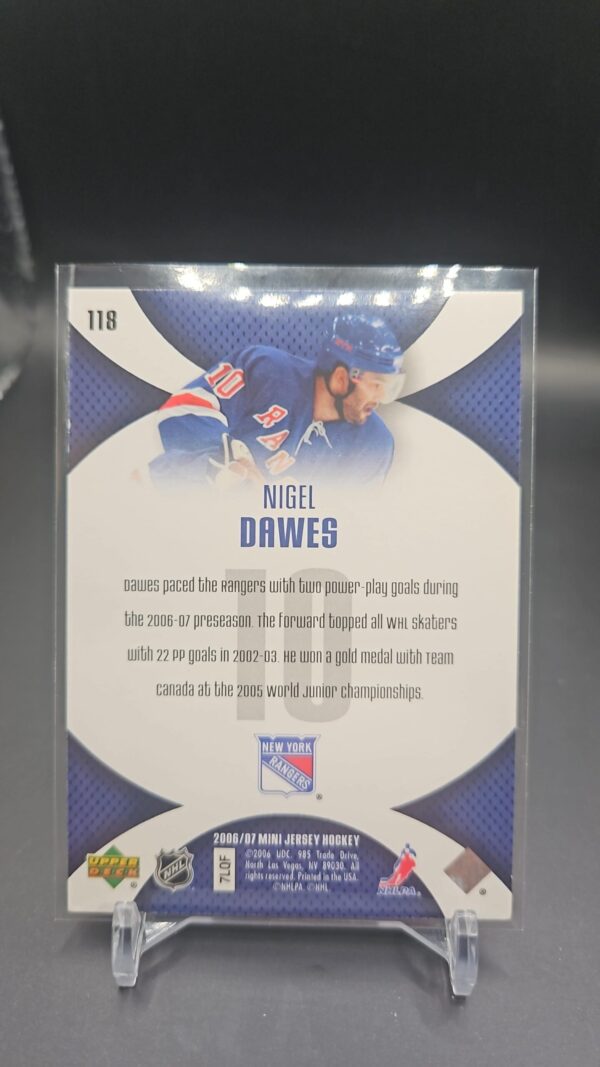 118
10
RAN
NIGEL
DAWES
10
Dawes paced the Rangers with two power-play goals during
the 2006-07 preseason. The forward topped all WHL skaters
with 22 PP goals in 2002-03. He won a gold medal with Team
Canada at the 2005 World Junior Championships.
NEW YORK
RANGERS
®
2006/07 MINI JERSEY HOCKEY
©2006 UDC. 985 Trade Drive,
North Las Vegas, NV 89030. All
rights reserved. Printed in the USA.
©NHLPA. ©NHL.
UPPER
DECK
®
NHL
7LQF
NHLPA
®